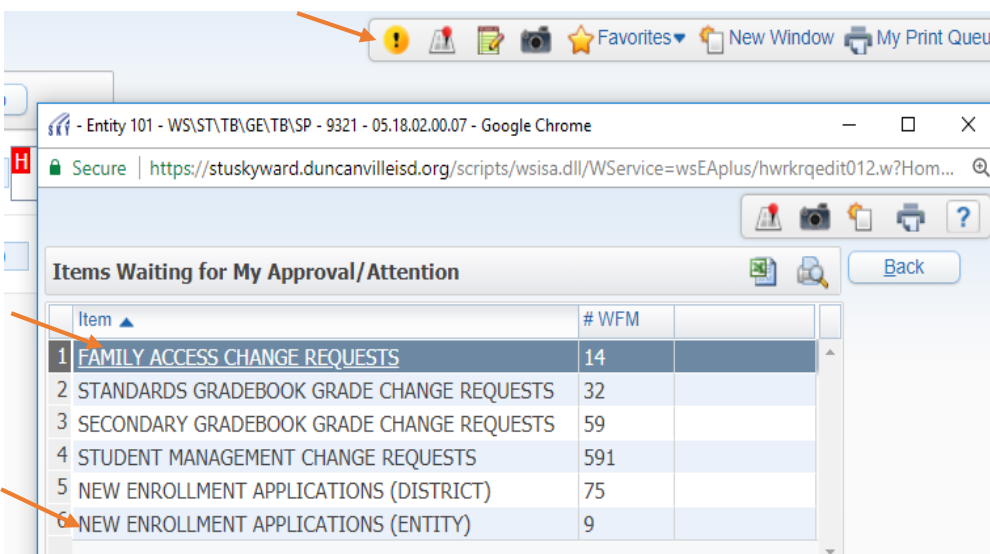 Favorites New Window My Print Queu
- Entity 101 - WS\ST\TB\GE\TB\SP - 9321 - 05.18.02.00.07 - Google Chrome
H
Secure | https://stuskyward.duncanvilleisd.org/scripts/wsisa.dll/WService=wsEAplus/hwrkrqedit012.w?Hom...
?
Items Waiting for My Approval/Attention Back
Item # WFM
1 FAMILY ACCESS CHANGE REQUESTS 14
2 STANDARDS GRADEBOOK GRADE CHANGE REQUESTS 32
3 SECONDARY GRADEBOOK GRADE CHANGE REQUESTS 59
4 STUDENT MANAGEMENT CHANGE REQUESTS 591
5 NEW ENROLLMENT APPLICATIONS (DISTRICT) 75
6 NEW ENROLLMENT APPLICATIONS (ENTITY) 9